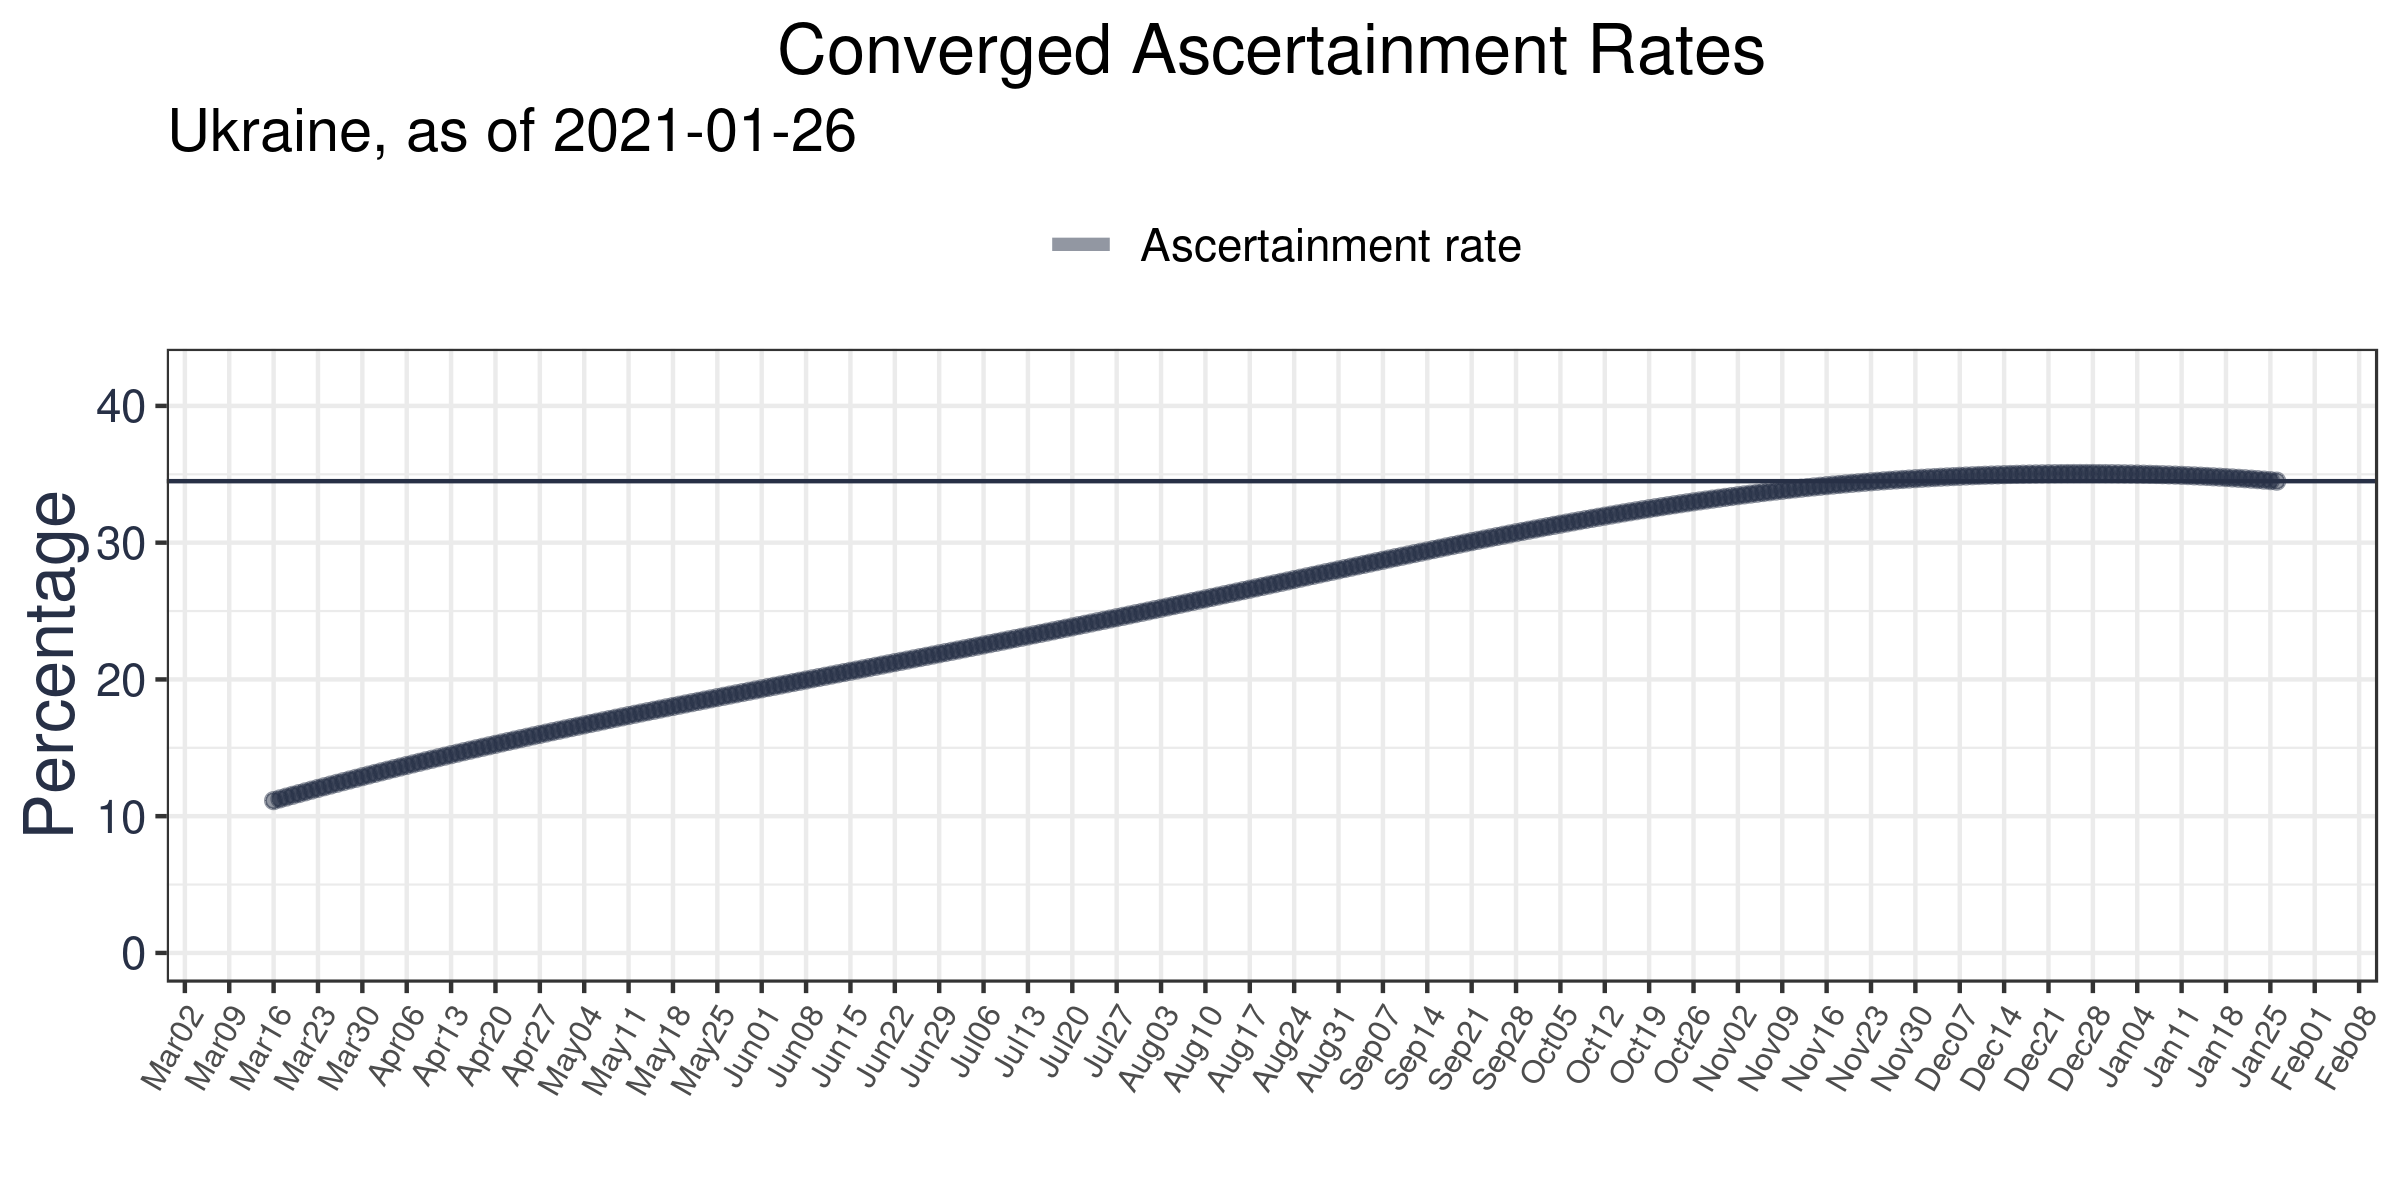 Converged Ascertainment Rates
Ukraine, as of 2021-01-26
Ascertainment rate
Percentage
40
30
20
10
0
Mar02 Mar09 Mar16 Mar23 Mar30 Apr06 Apr13 Apr20 Apr27 May04 May11 May18 May25 Jun01 Jun08 Jun15 Jun22 Jun29 Jul06 Jul13 Jul20 Jul27 Aug03 Aug10 Aug17 Aug24 Aug31 Sep07 Sep14 Sep21 Sep28 Oct05 Oct12 Oct19 Oct26 Nov02 Nov09 Nov16 Nov23 Nov30 Dec07 Dec14 Dec21 Dec28 Jan04 Jan11 Jan18 Jan25 Feb01 Feb08